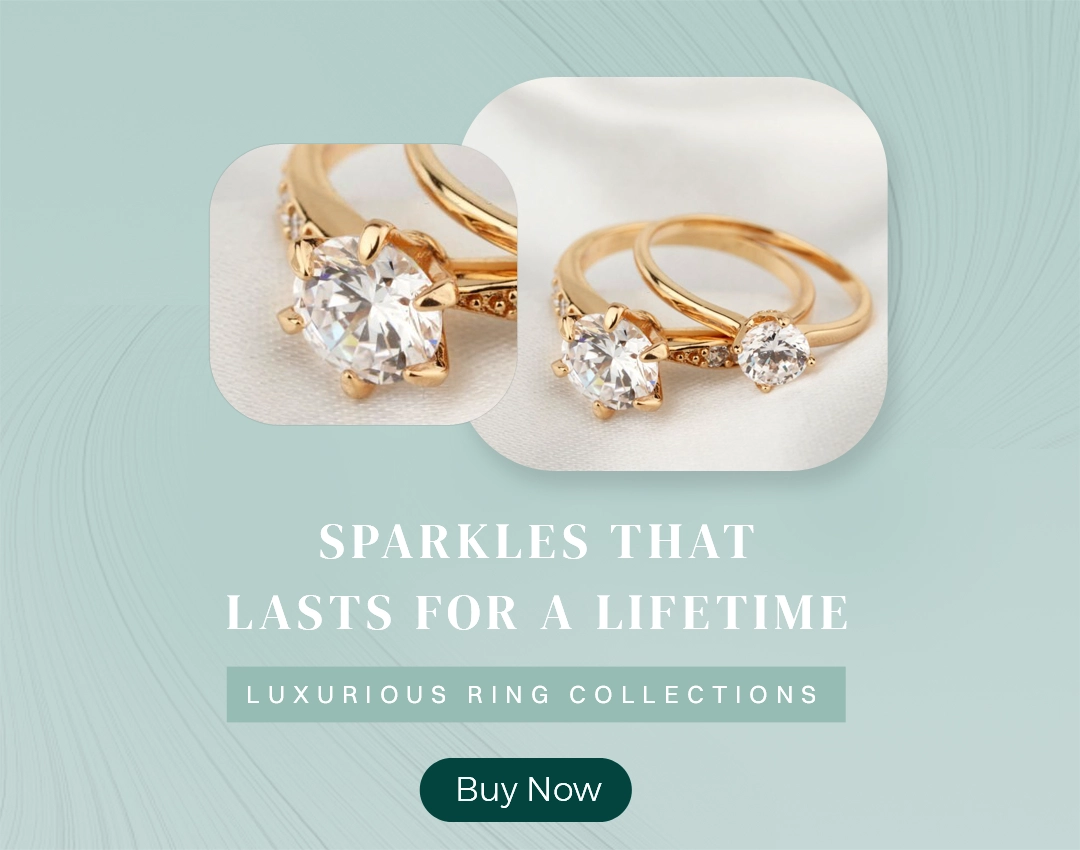 SPARKLES THAT
LASTS FOR A LIFETIME
LUXURIOUS RING COLLECTIONS
Buy Now